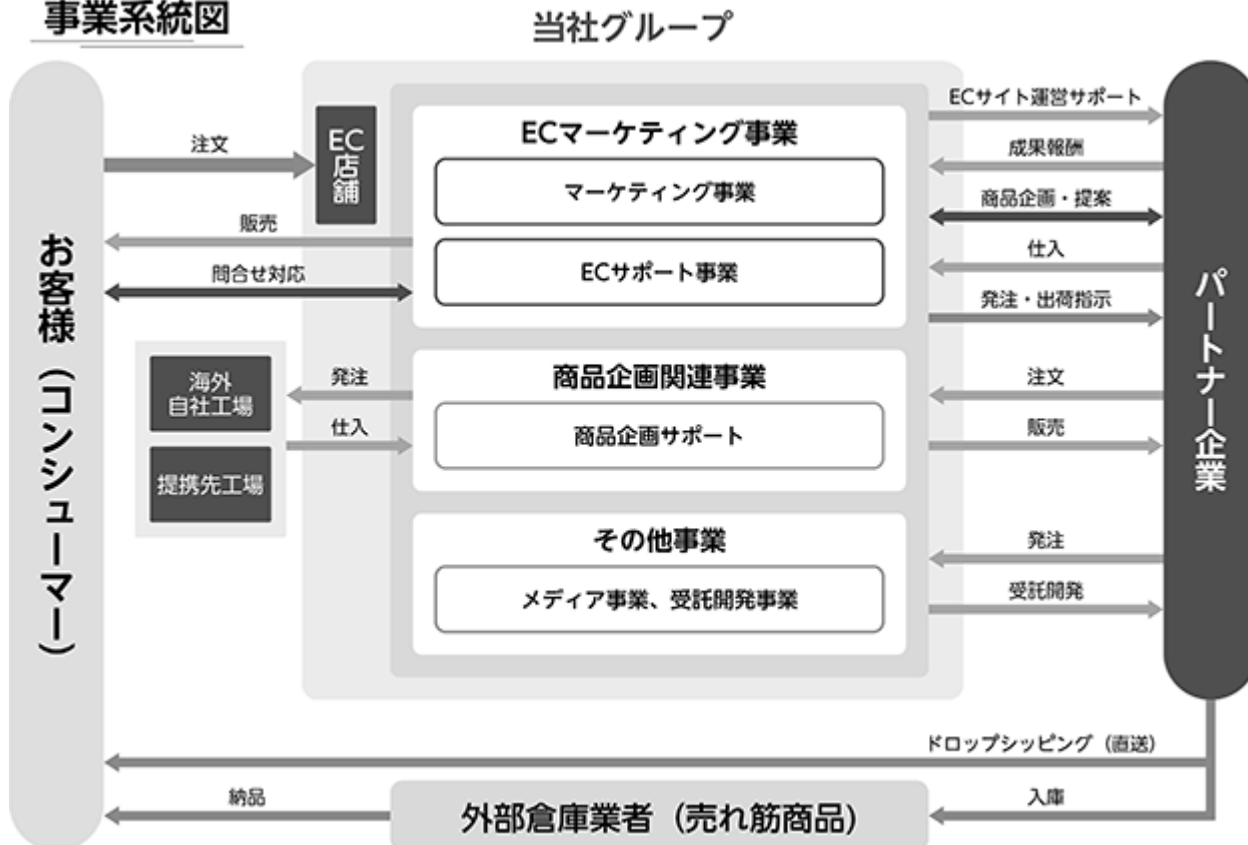 事業系統図
当社グループ
お客様（コンシューマー）
注文
販売
問合せ対応
EC店舗
ECマーケティング事業
マーケティング事業
ECサポート事業
ECサイト運営サポート
成果報酬
商品企画・提案
仕入
発注・出荷指示
パートナー企業
海外
自社工場
提携先工場
発注
仕入
商品企画関連事業
商品企画サポート
注文
販売
その他事業
メディア事業、受託開発事業
発注
受託開発
ドロップシッピング（直送）
納品
外部倉庫業者（売れ筋商品）
入庫